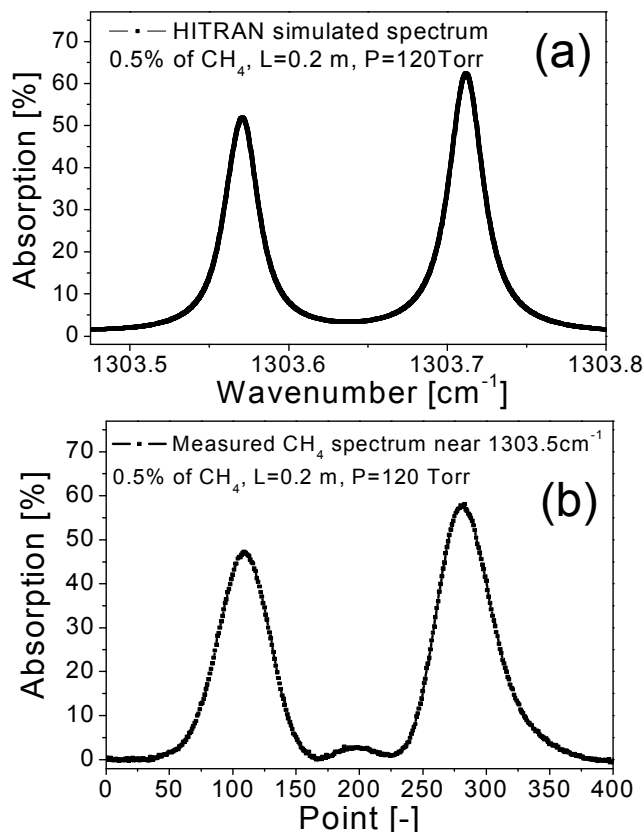 70
60
50
40
30
20
10
0
Absorption [%]
HITRAN simulated spectrum
0.5% of CH₄, L=0.2 m, P=120Torr
(a)
1303.5 1303.6 1303.7 1303.8
Wavenumber [cm⁻¹]
70
60
50
40
30
20
10
0
Absorption [%]
Measured CH₄ spectrum near 1303.5cm⁻¹
0.5% of CH₄, L=0.2 m, P=120 Torr
(b)
0 50 100 150 200 250 300 350 400
Point [-]